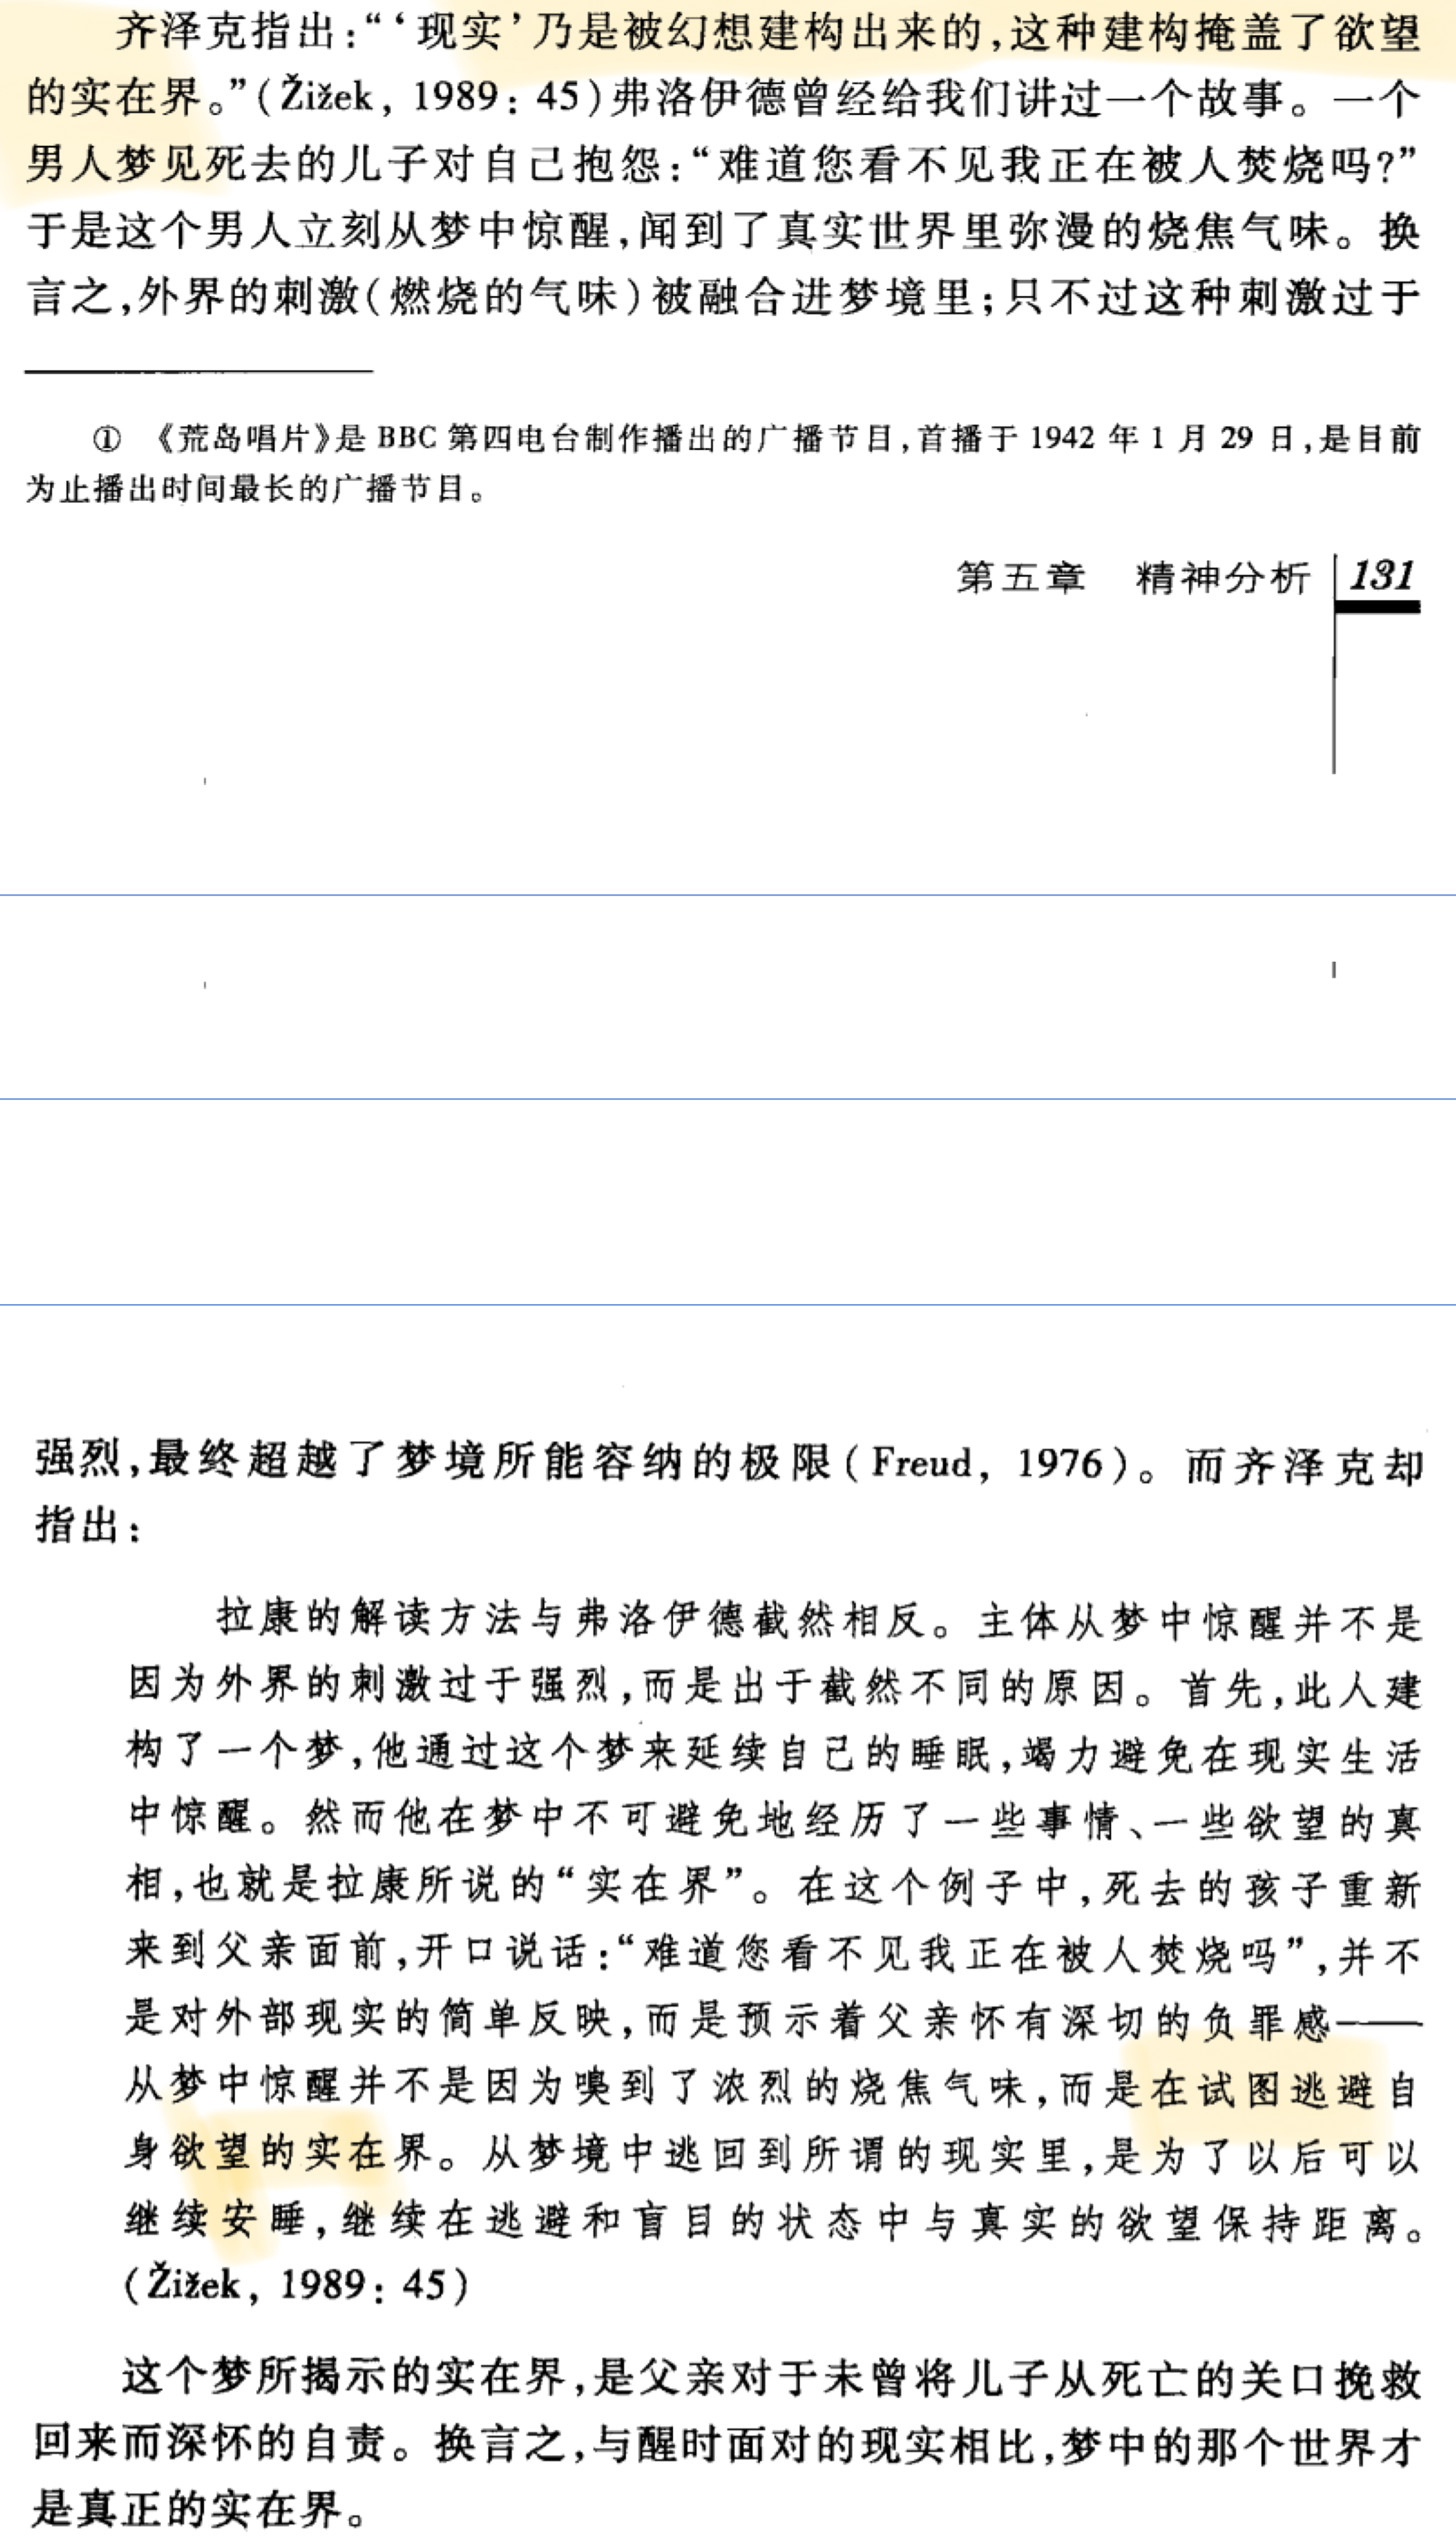 齐泽克指出:“‘现实’乃是被幻想建构出来的,这种建构掩盖了欲望
的实在界。”(Žižek, 1989: 45)弗洛伊德曾经给我们讲过一个故事。一个
男人梦见死去的儿子对自己抱怨:“难道您看不见我正在被人焚烧吗?”
于是这个男人立刻从梦中惊醒,闻到了真实世界里弥漫的烧焦气味。换
言之,外界的刺激(燃烧的气味)被融合进梦境里;只不过这种刺激过于
① 《荒岛唱片》是 BBC 第四电台制作播出的广播节目,首播于 1942 年 1 月 29 日,是目前
为止播出时间最长的广播节目。
第五章 精神分析 131
强烈,最终超越了梦境所能容纳的极限(Freud, 1976)。而齐泽克却
指出:
拉康的解读方法与弗洛伊德截然相反。主体从梦中惊醒并不是
因为外界的刺激过于强烈,而是出于截然不同的原因。首先,此人建
构了一个梦,他通过这个梦来延续自己的睡眠,竭力避免在现实生活
中惊醒。然而他在梦中不可避免地经历了一些事情、一些欲望的真
相,也就是拉康所说的“实在界”。在这个例子中,死去的孩子重新
来到父亲面前,开口说话:“难道您看不见我正在被人焚烧吗”,并不
是对外部现实的简单反映,而是预示着父亲怀有深切的负罪感——
从梦中惊醒并不是因为嗅到了浓烈的烧焦气味,而是在试图逃避自
身欲望的实在界。从梦境中逃回到所谓的现实里,是为了以后可以
继续安睡,继续在逃避和盲目的状态中与真实的欲望保持距离。
(Žižek, 1989: 45)
这个梦所揭示的实在界,是父亲对于未曾将儿子从死亡的关口挽救
回来而深怀的自责。换言之,与醒时面对的现实相比,梦中的那个世界才
是真正的实在界。